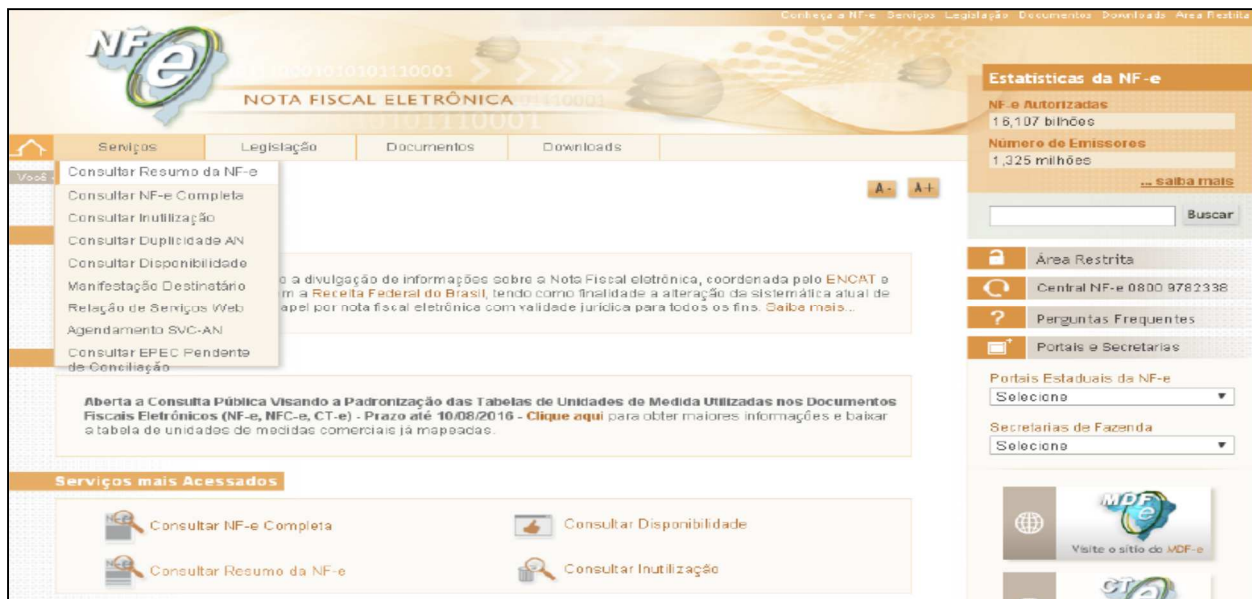 Conheça a NF-e Serviços Legislação Documentos Downloads Área Restrita
NFe
NOTA FISCAL ELETRÔNICA
Serviços
Legislação
Documentos
Downloads
Você
Consultar Resumo da NF-e
Consultar NF-e Completa
Consultar Inutilização
Consultar Duplicidade AN
Consultar Disponibilidade
Manifestação Destinatário
Relação de Serviços Web
Agendamento SVC-AN
Consultar EPEC Pendente
de Conciliação
A- A+
o a divulgação de informações sobre a Nota Fiscal eletrônica, coordenada pelo ENCAT e
m a Receita Federal do Brasil, tendo como finalidade a alteração da sistemática atual de
apel por nota fiscal eletrônica com validade jurídica para todos os fins. Saiba mais...
Aberta a Consulta Pública Visando a Padronização das Tabelas de Unidades de Medida Utilizadas nos Documentos
Fiscais Eletrônicos (NF-e, NFC-e, CT-e) - Prazo até 10/08/2016 - Clique aqui para obter maiores informações e baixar
a tabela de unidades de medidas comerciais já mapeadas.
Serviços mais Acessados
Consultar NF-e Completa
Consultar Disponibilidade
Consultar Resumo da NF-e
Consultar Inutilização
Estatísticas da NF-e
NF-e Autorizadas
16,107 bilhões
Número de Emissores
1,325 milhões
... saiba mais
Buscar
Área Restrita
Central NF-e 0800 9782338
Perguntas Frequentes
Portais e Secretarias
Portais Estaduais da NF-e
Selecione
Secretarias de Fazenda
Selecione
MDFe
Visite o sítio do MDF-e
CTe